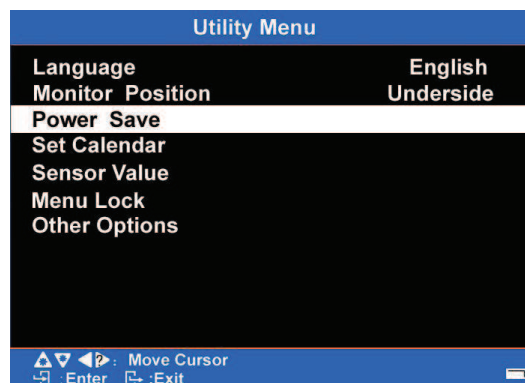 Utility Menu
Language English
Monitor Position Underside
Power Save
Set Calendar
Sensor Value
Menu Lock
Other Options
? : Move Cursor
:Enter :Exit